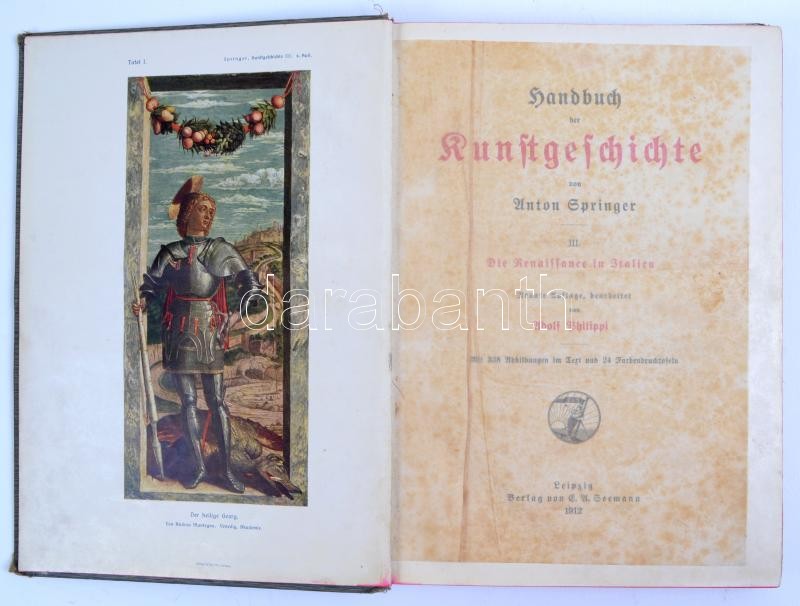 Tafel I.
Springer, Kunstgeschichte III. 9. Aufl.
Der heilige Georg.
Von Andrea Mantegna. Venedig, Akademie.
Handbuch
der
Kunstgeschichte
von
Anton Springer
III.
Die Renaissance in Italien
Neunte Auflage, bearbeitet
von
Adolf Philippi
Mit 338 Abbildungen im Text und 24 Farbendrucktafeln
Leipzig
Verlag von E. A. Seemann
1912
darabanth